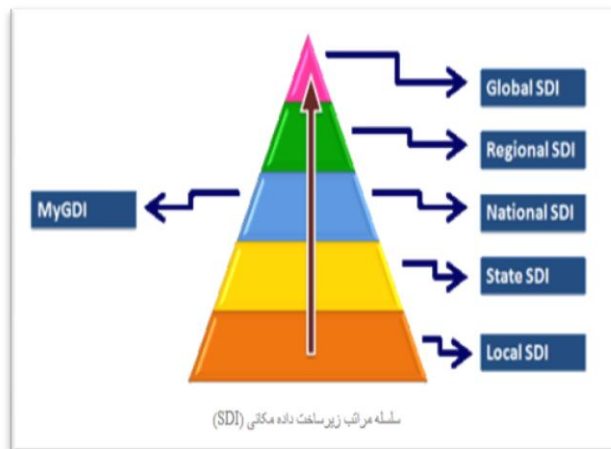 Global SDI
Regional SDI
MyGDI
National SDI
State SDI
Local SDI
سلسله مراتب زیرساخت داده مکانی (SDI)